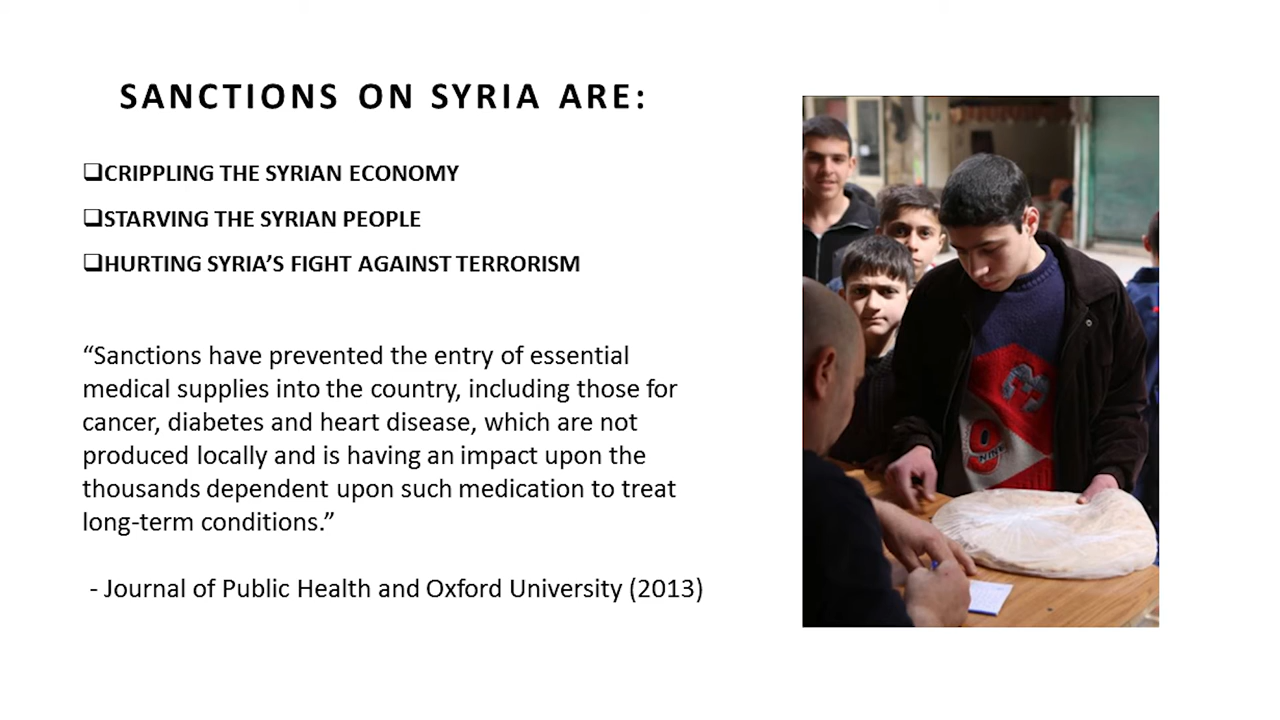 SANCTIONS ON SYRIA ARE:
❑CRIPPLING THE SYRIAN ECONOMY
❑STARVING THE SYRIAN PEOPLE
❑HURTING SYRIA’S FIGHT AGAINST TERRORISM
“Sanctions have prevented the entry of essential
medical supplies into the country, including those for
cancer, diabetes and heart disease, which are not
produced locally and is having an impact upon the
thousands dependent upon such medication to treat
long-term conditions.”
- Journal of Public Health and Oxford University (2013)
3
9
NINE